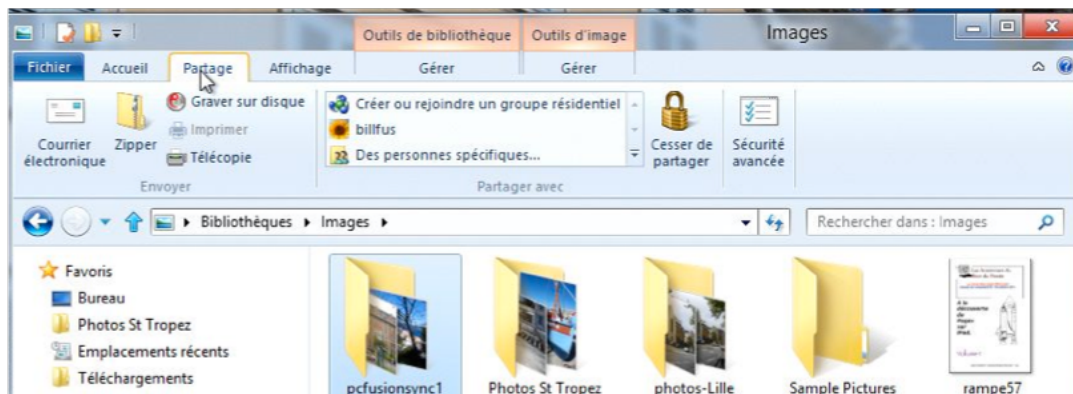 Outils de bibliothèque Outils d'image Images
Fichier Accueil Partage Affichage Gérer Gérer
Courrier électronique
Zipper
Graver sur disque
Imprimer
Télécopie
Envoyer
Créer ou rejoindre un groupe résidentiel
billfus
Des personnes spécifiques...
Cesser de partager
Partager avec
Sécurité avancée
Bibliothèques Images
Rechercher dans : Images
Favoris
Bureau
Photos St Tropez
Emplacements récents
Téléchargements
pcfusionsync1 Photos St Tropez photos-Lille Sample Pictures rampe57